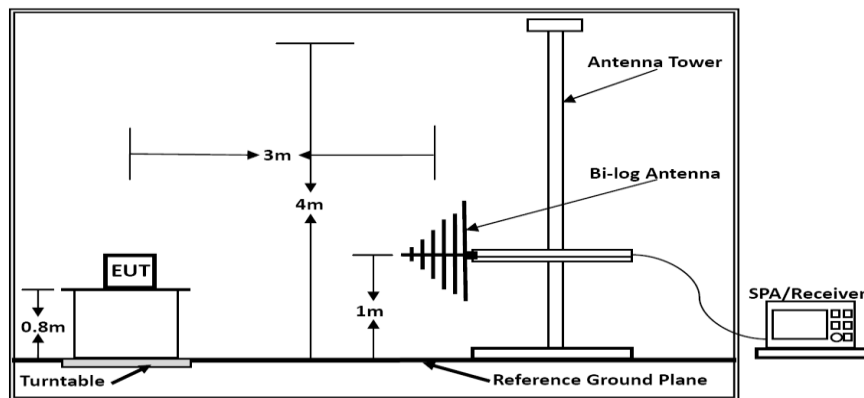 Antenna Tower
3m
Bi-log Antenna
4m
EUT
SPA/Receiver
1m
0.8m
Turntable
Reference Ground Plane